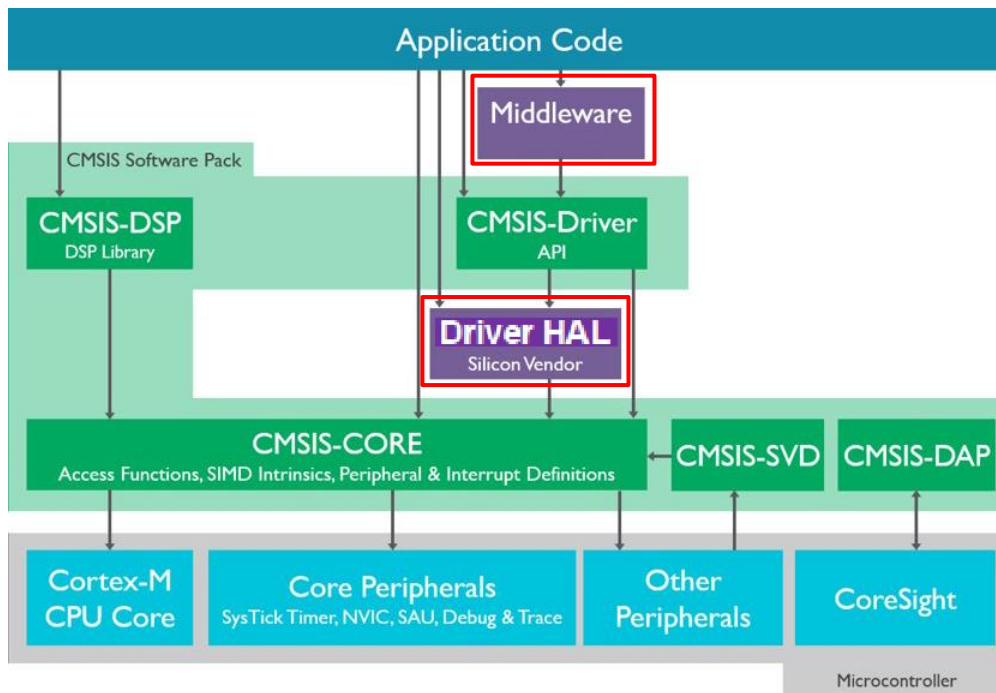 Application Code
Middleware
CMSIS Software Pack
CMSIS-DSP
DSP Library
CMSIS-Driver
API
Driver HAL
Silicon Vendor
CMSIS-CORE
Access Functions, SIMD Intrinsics, Peripheral & Interrupt Definitions
CMSIS-SVD
CMSIS-DAP
Cortex-M
CPU Core
Core Peripherals
SysTick Timer, NVIC, SAU, Debug & Trace
Other
Peripherals
CoreSight
Microcontroller